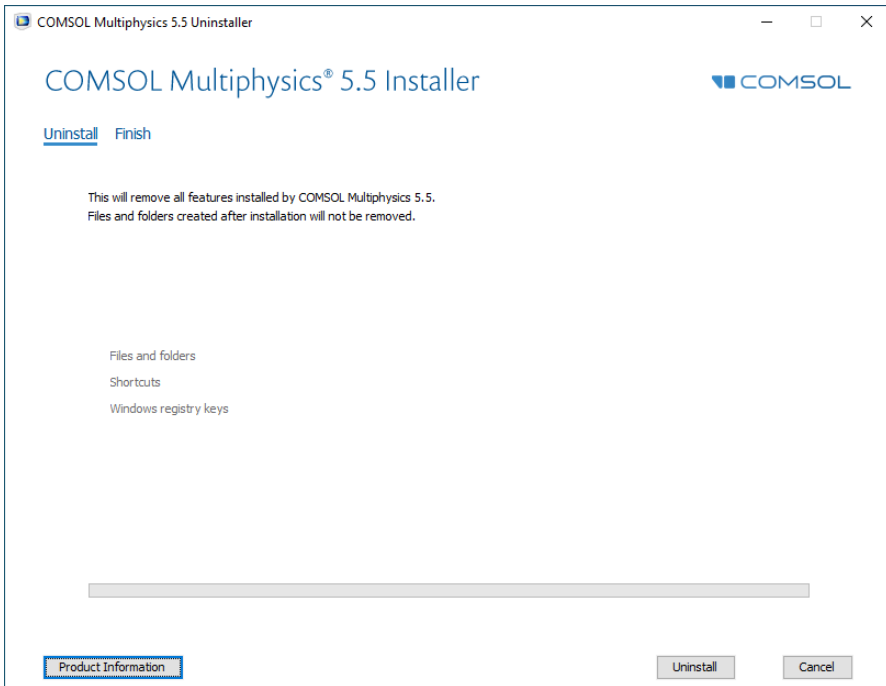 COMSOL Multiphysics 5.5 Uninstaller
COMSOL Multiphysics® 5.5 Installer
COMSOL
Uninstall Finish
This will remove all features installed by COMSOL Multiphysics 5.5.
Files and folders created after installation will not be removed.
Files and folders
Shortcuts
Windows registry keys
Product Information Uninstall Cancel